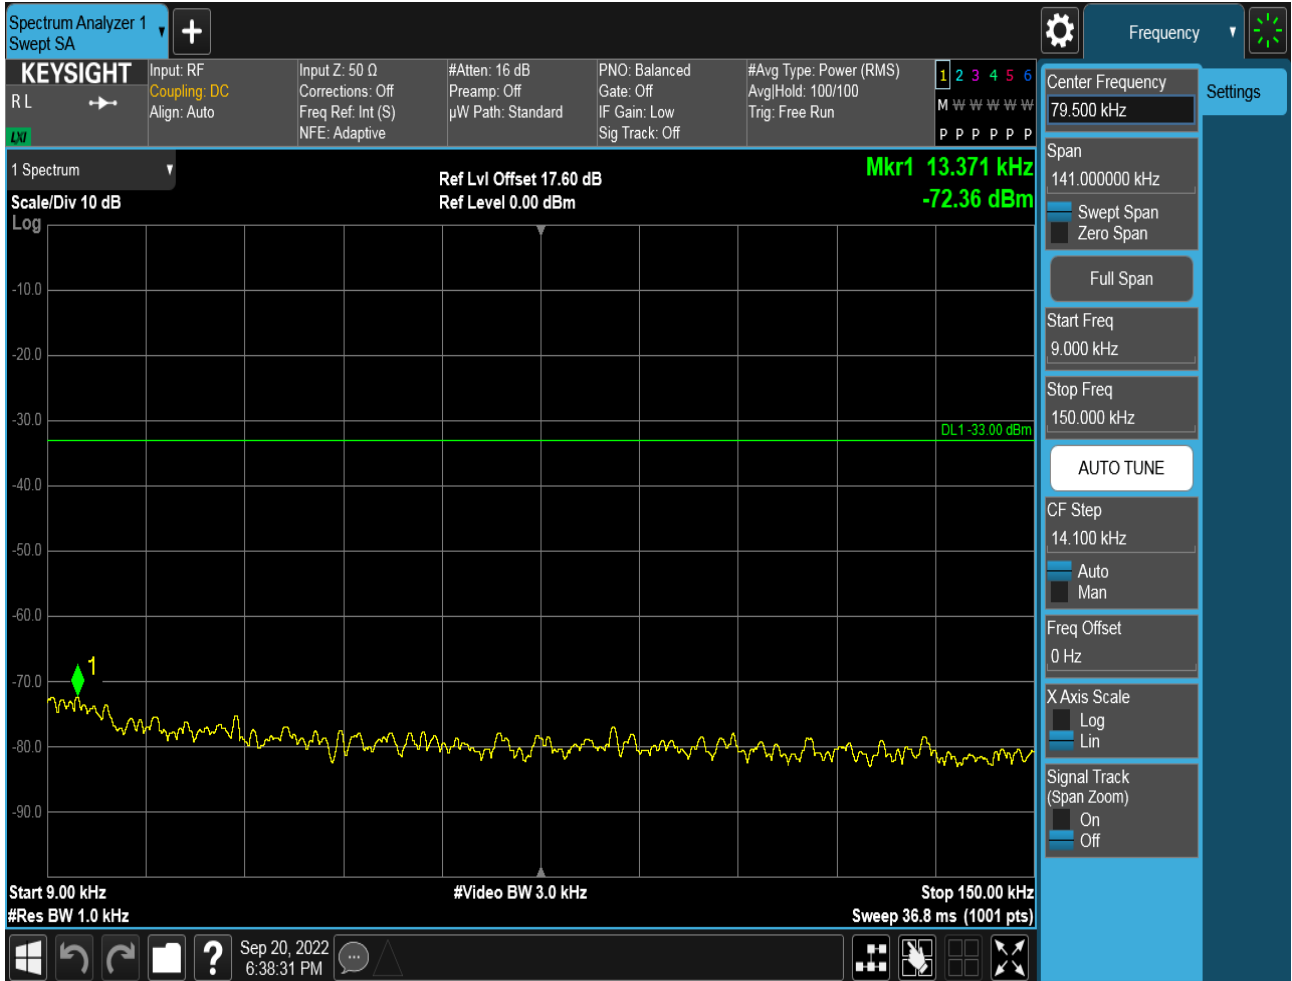 Spectrum Analyzer 1
Swept SA
Frequency
KEYSIGHT
R L
LXI
Input: RF
Coupling: DC
Align: Auto
Input Z: 50 Ω
Corrections: Off
Freq Ref: Int (S)
NFE: Adaptive
#Atten: 16 dB
Preamp: Off
µW Path: Standard
PNO: Balanced
Gate: Off
IF Gain: Low
Sig Track: Off
#Avg Type: Power (RMS)
Avg|Hold: 100/100
Trig: Free Run
1 2 3 4 5 6
M W W W W W
P P P P P P
1 Spectrum
Scale/Div 10 dB
Log
Ref Lvl Offset 17.60 dB
Ref Level 0.00 dBm
Mkr1 13.371 kHz
-72.36 dBm
-10.0
-20.0
-30.0
DL1 -33.00 dBm
-40.0
-50.0
-60.0
1
-70.0
-80.0
-90.0
Start 9.00 kHz
#Res BW 1.0 kHz
#Video BW 3.0 kHz
Stop 150.00 kHz
Sweep 36.8 ms (1001 pts)
?
Sep 20, 2022
6:38:31 PM
Center Frequency
79.500 kHz
Settings
Span
141.000000 kHz
Swept Span
Zero Span
Full Span
Start Freq
9.000 kHz
Stop Freq
150.000 kHz
AUTO TUNE
CF Step
14.100 kHz
Auto
Man
Freq Offset
0 Hz
X Axis Scale
Log
Lin
Signal Track
(Span Zoom)
On
Off